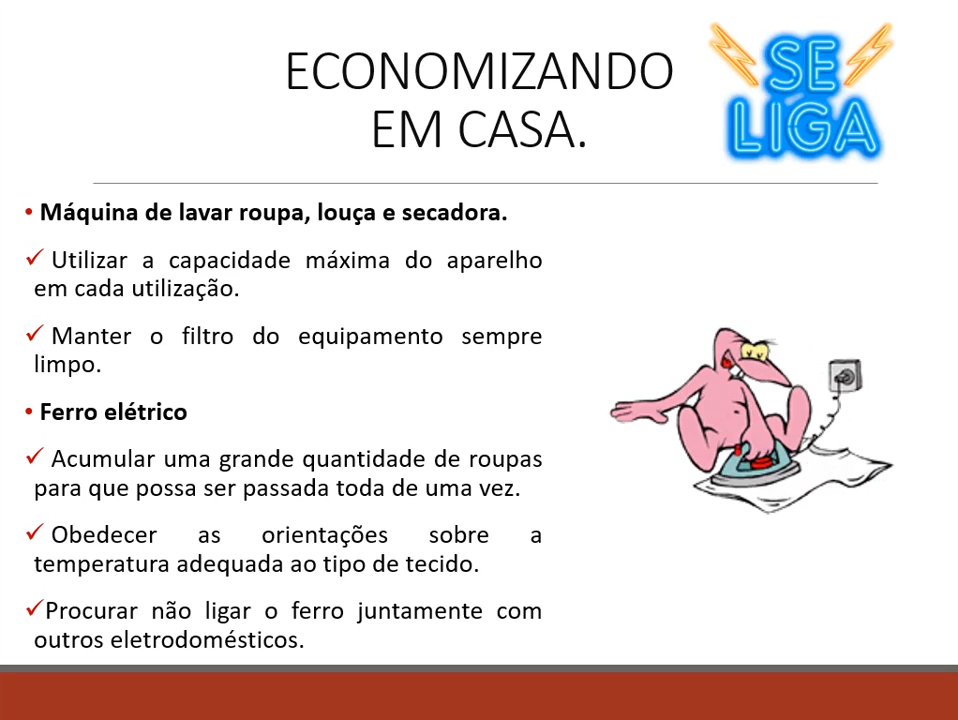 ECONOMIZANDO
EM CASA.
SE
LIGA
• Máquina de lavar roupa, louça e secadora.
✓ Utilizar a capacidade máxima do aparelho
em cada utilização.
✓ Manter o filtro do equipamento sempre
limpo.
• Ferro elétrico
✓ Acumular uma grande quantidade de roupas
para que possa ser passada toda de uma vez.
✓ Obedecer as orientações sobre a
temperatura adequada ao tipo de tecido.
✓Procurar não ligar o ferro juntamente com
outros eletrodomésticos.